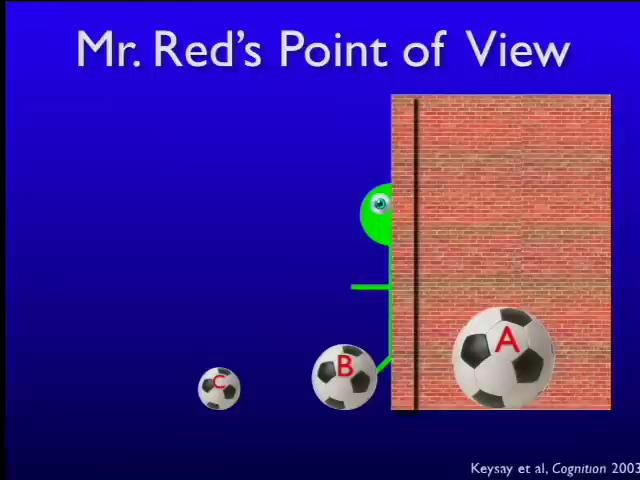 Mr. Red's Point of View
A
B
C
Keysay et al, Cognition 2003